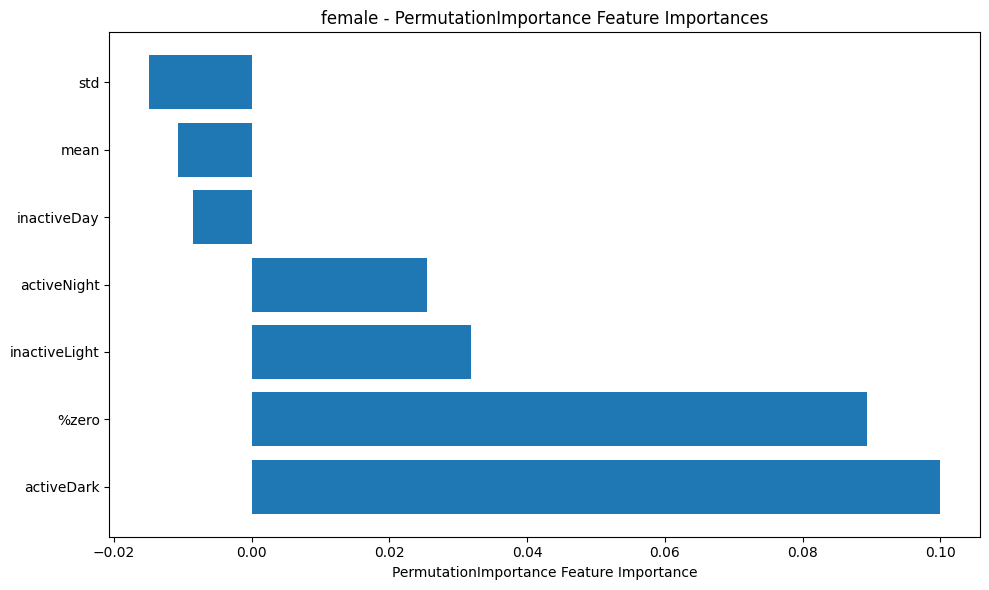 female - PermutationImportance Feature Importances
std
mean
inactiveDay
activeNight
inactiveLight
%zero
activeDark
−0.02 0.00 0.02 0.04 0.06 0.08 0.10
PermutationImportance Feature Importance